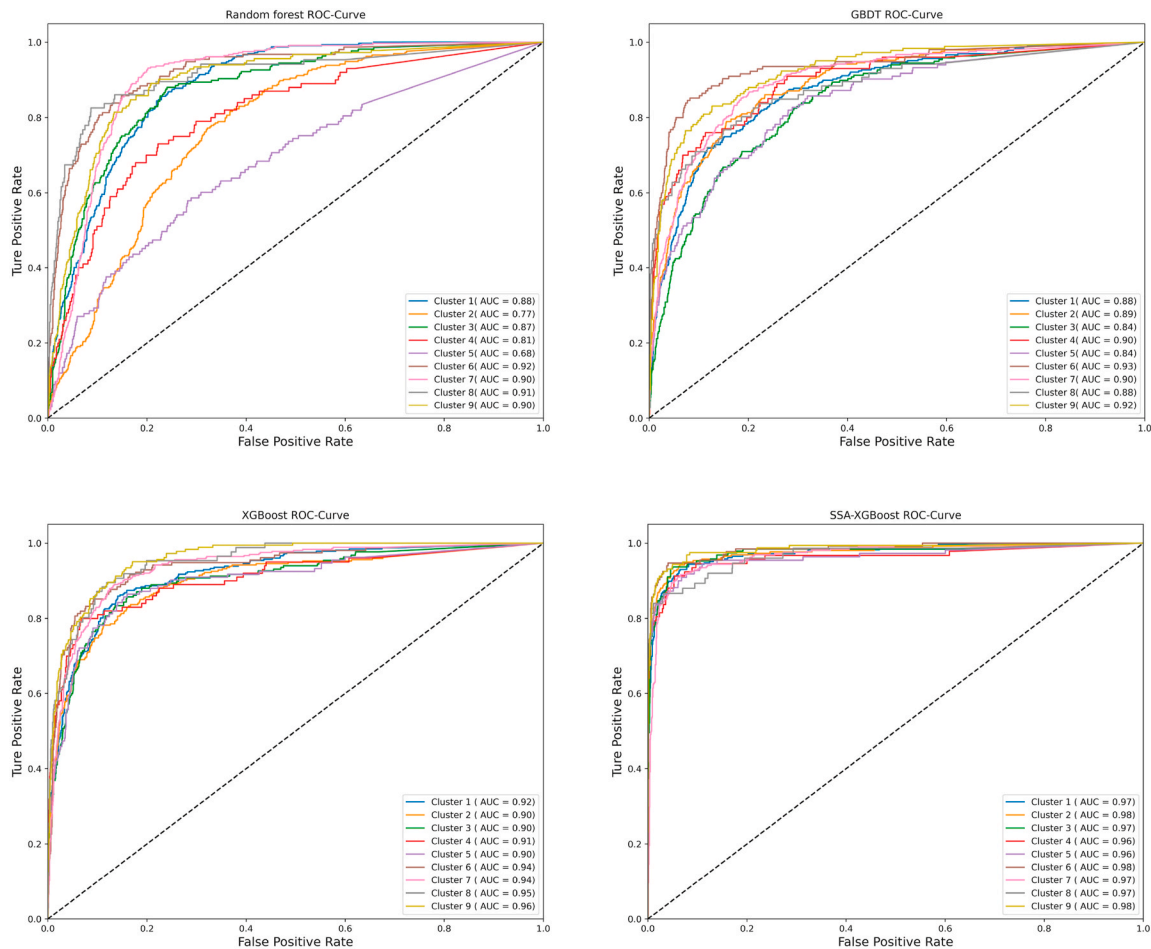 Random forest ROC-Curve
1.0
0.8
0.6
0.4
0.2
0.0
Ture Positive Rate
Cluster 1( AUC = 0.88)
Cluster 2( AUC = 0.77)
Cluster 3( AUC = 0.87)
Cluster 4( AUC = 0.81)
Cluster 5( AUC = 0.68)
Cluster 6( AUC = 0.92)
Cluster 7( AUC = 0.90)
Cluster 8( AUC = 0.91)
Cluster 9( AUC = 0.90)
0.0 0.2 0.4 0.6 0.8 1.0
False Positive Rate
GBDT ROC-Curve
1.0
0.8
0.6
0.4
0.2
0.0
Ture Positive Rate
Cluster 1( AUC = 0.88)
Cluster 2( AUC = 0.89)
Cluster 3( AUC = 0.84)
Cluster 4( AUC = 0.90)
Cluster 5( AUC = 0.84)
Cluster 6( AUC = 0.93)
Cluster 7( AUC = 0.90)
Cluster 8( AUC = 0.88)
Cluster 9( AUC = 0.92)
0.0 0.2 0.4 0.6 0.8 1.0
False Positive Rate
XGBoost ROC-Curve
1.0
0.8
0.6
0.4
0.2
0.0
Ture Positive Rate
Cluster 1 ( AUC = 0.92)
Cluster 2 ( AUC = 0.90)
Cluster 3 ( AUC = 0.90)
Cluster 4 ( AUC = 0.91)
Cluster 5 ( AUC = 0.90)
Cluster 6 ( AUC = 0.94)
Cluster 7 ( AUC = 0.94)
Cluster 8 ( AUC = 0.95)
Cluster 9 ( AUC = 0.96)
0.0 0.2 0.4 0.6 0.8 1.0
False Positive Rate
SSA-XGBoost ROC-Curve
1.0
0.8
0.6
0.4
0.2
0.0
Ture Positive Rate
Cluster 1 ( AUC = 0.97)
Cluster 2 ( AUC = 0.98)
Cluster 3 ( AUC = 0.97)
Cluster 4 ( AUC = 0.96)
Cluster 5 ( AUC = 0.96)
Cluster 6 ( AUC = 0.98)
Cluster 7 ( AUC = 0.97)
Cluster 8 ( AUC = 0.97)
Cluster 9 ( AUC = 0.98)
0.0 0.2 0.4 0.6 0.8 1.0
False Positive Rate